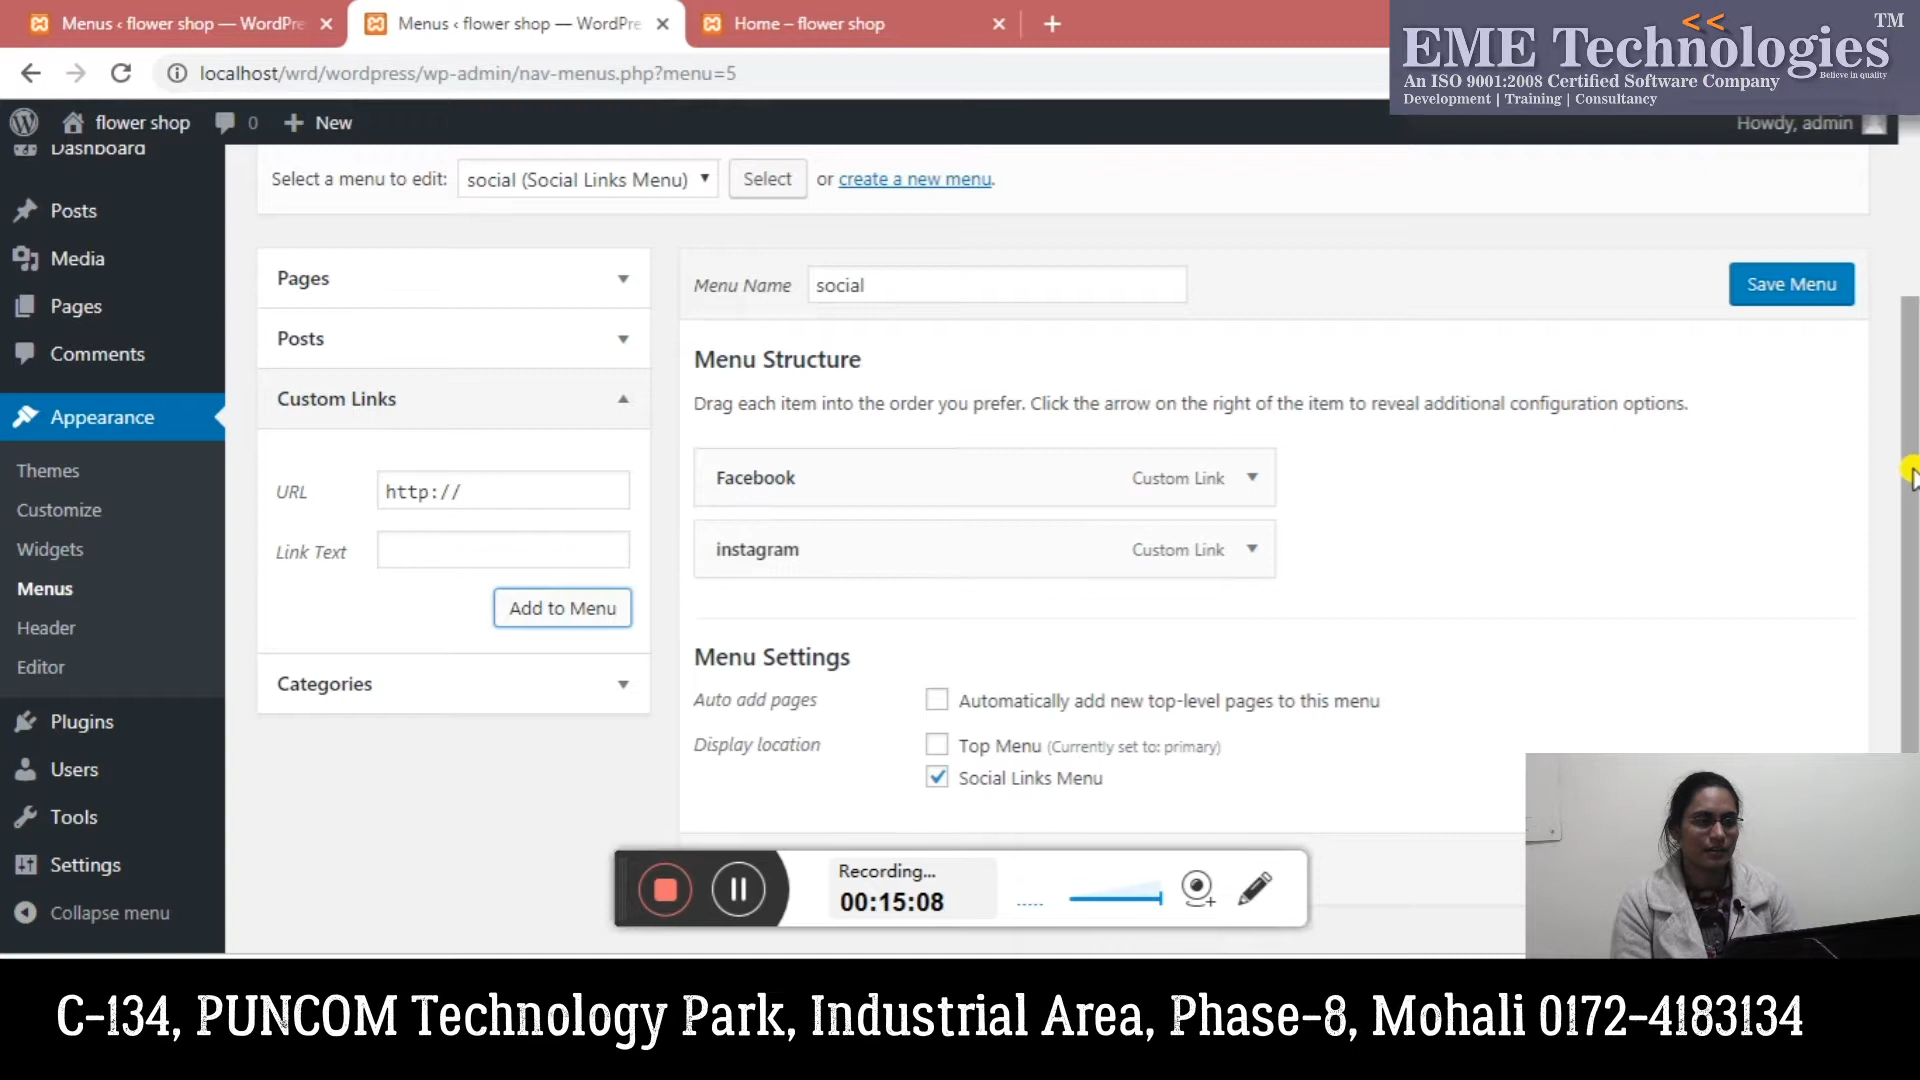 Menus ‹ flower shop — WordPre
Menus ‹ flower shop — WordPre
Home – flower shop
localhost/wrd/wordpress/wp-admin/nav-menus.php?menu=5
<<
TM
EME Technologies
Believe in quality
An ISO 9001:2008 Certified Software Company
Development | Training | Consultancy
flower shop
0
New
Howdy, admin
Dashboard
Posts
Media
Pages
Comments
Appearance
Themes
Customize
Widgets
Menus
Header
Editor
Plugins
Users
Tools
Settings
Collapse menu
Select a menu to edit: social (Social Links Menu) Select or create a new menu.
Pages
Posts
Custom Links
URL http://
Link Text
Add to Menu
Categories
Menu Name social
Save Menu
Menu Structure
Drag each item into the order you prefer. Click the arrow on the right of the item to reveal additional configuration options.
Facebook Custom Link
instagram Custom Link
Menu Settings
Auto add pages Automatically add new top-level pages to this menu
Display location Top Menu (Currently set to: primary)
Social Links Menu
Recording...
00:15:08
C-134, PUNCOM Technology Park, Industrial Area, Phase-8, Mohali 0172-4183134